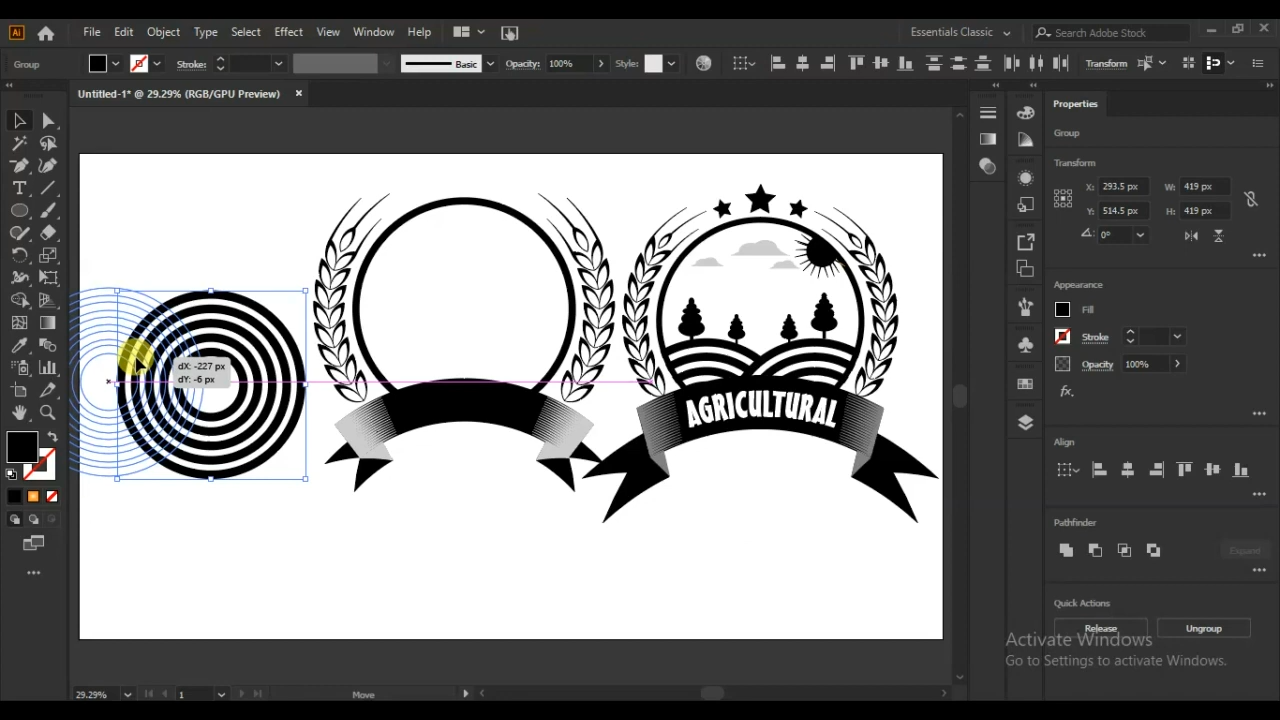 Ai
File Edit Object Type Select Effect View Window Help
Essentials Classic
Search Adobe Stock
Group
Stroke:
Basic
Opacity: 100%
Style:
Transform
Untitled-1* @ 29.29% (RGB/GPU Preview) ×
Properties
Group
Transform
X: 293.5 px W: 419 px
Y: 514.5 px H: 419 px
0°
Appearance
Fill
Stroke
Opacity 100%
fx.
Align
Pathfinder
Expand
Quick Actions
Release Ungroup
dX: -227 px
dY: -6 px
AGRICULTURAL
Activate Windows
Go to Settings to activate Windows.
29.29% 1 Move